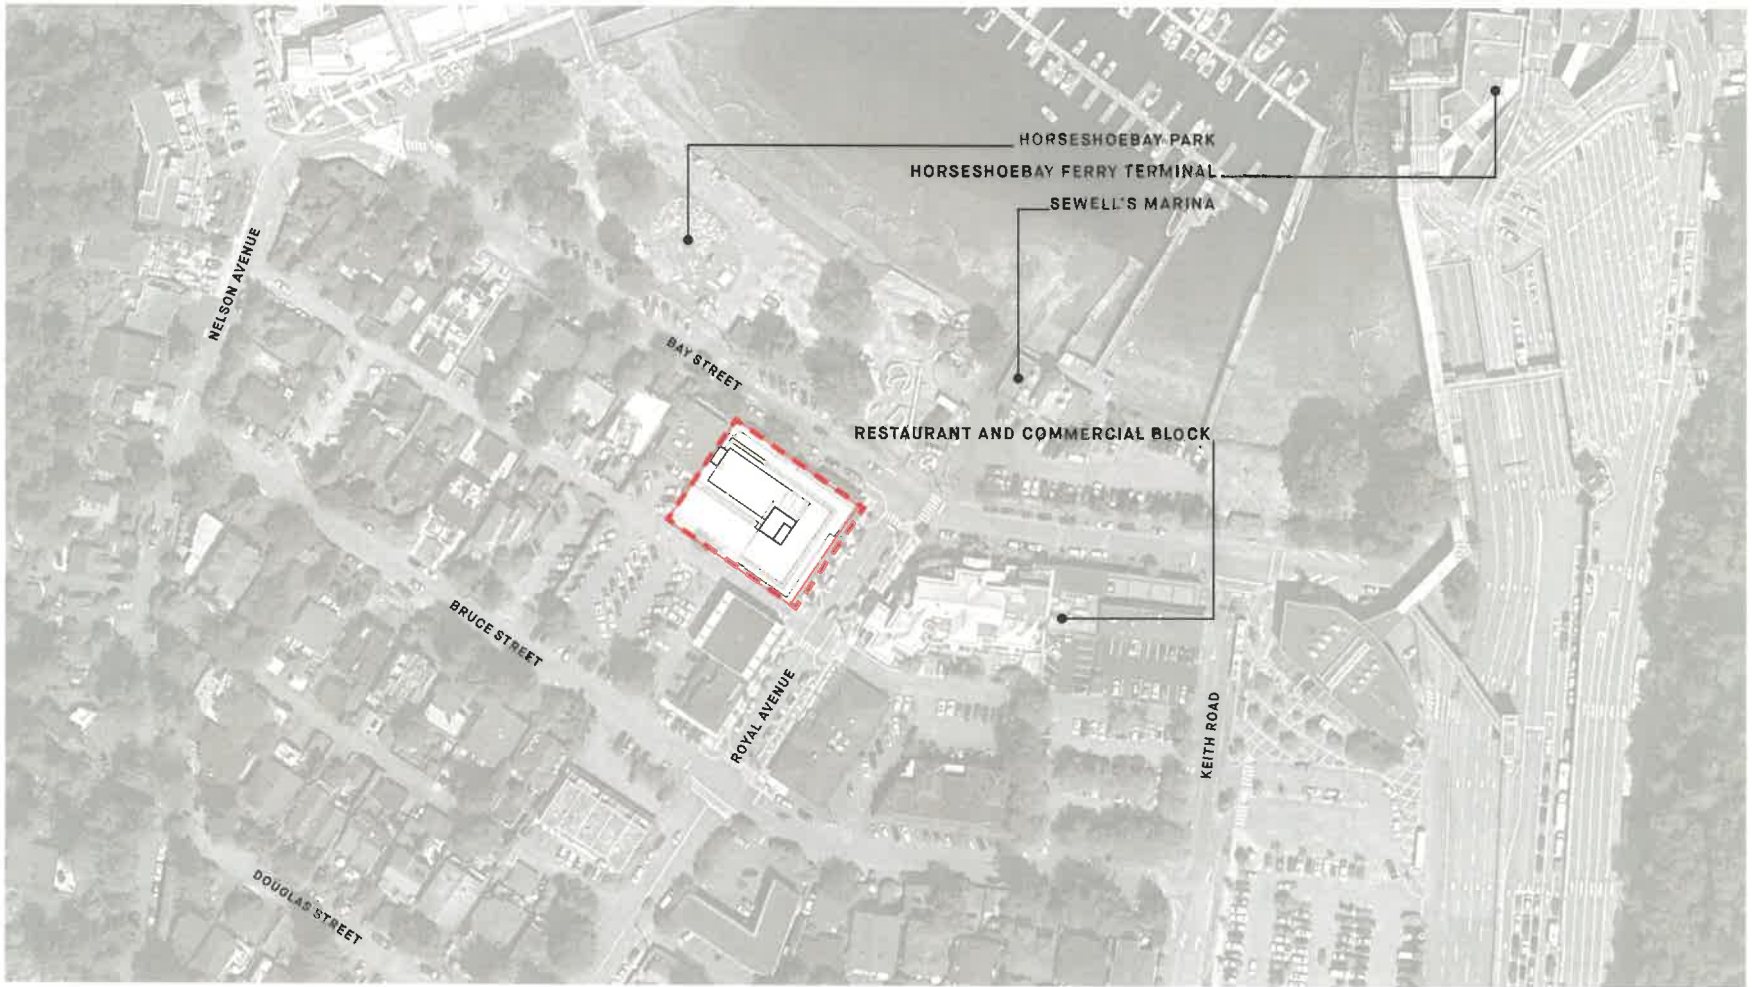 HORSESHOEBAY PARK
HORSESHOEBAY FERRY TERMINAL
SEWELL'S MARINA
NELSON AVENUE
BAY STREET
RESTAURANT AND COMMERCIAL BLOCK
BRUCE STREET
ROYAL AVENUE
KEITH ROAD
DOUGLAS STREET